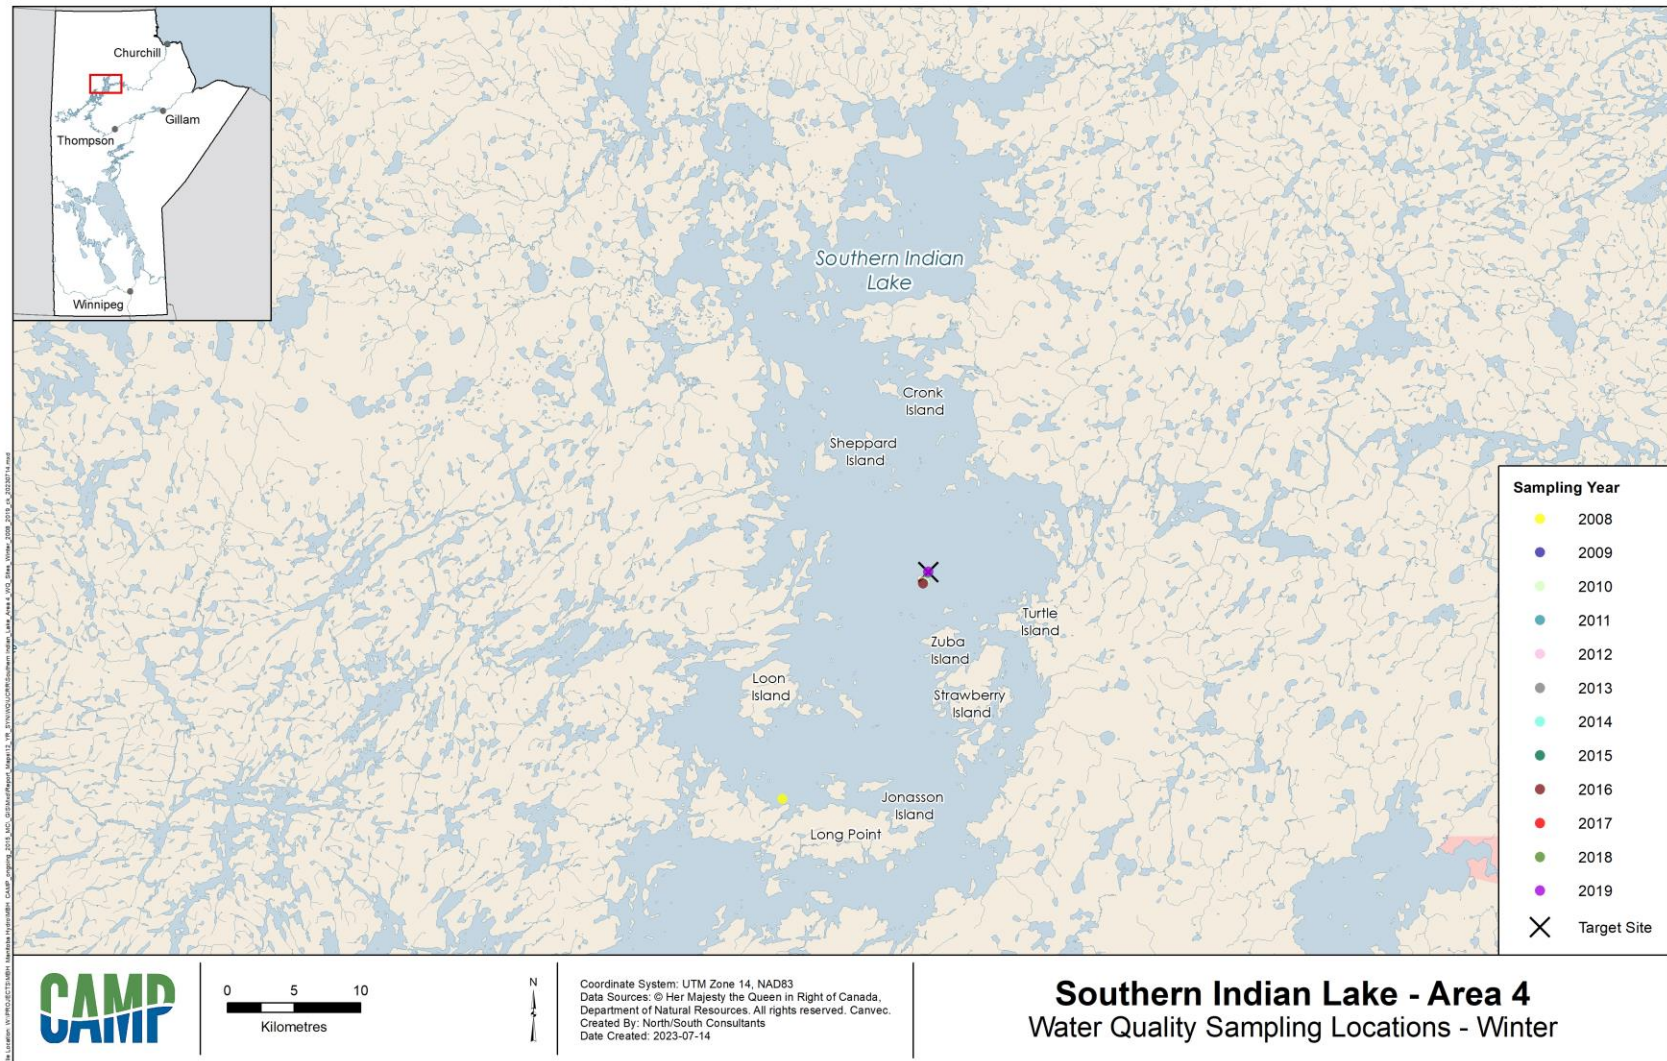 Churchill
Gillam
Thompson
Winnipeg
Southern Indian
Lake
Cronk
Island
Sheppard
Island
Turtle
Island
Zuba
Island
Loon
Island
Strawberry
Island
Jonasson
Island
Long Point
Sampling Year
2008
2009
2010
2011
2012
2013
2014
2015
2016
2017
2018
2019
Target Site
CAMP
0 5 10
Kilometres
N
Coordinate System: UTM Zone 14, NAD83
Data Sources: © Her Majesty the Queen in Right of Canada,
Department of Natural Resources. All rights reserved. Canvec.
Created By: North/South Consultants
Date Created: 2023-07-14
Southern Indian Lake - Area 4
Water Quality Sampling Locations - Winter